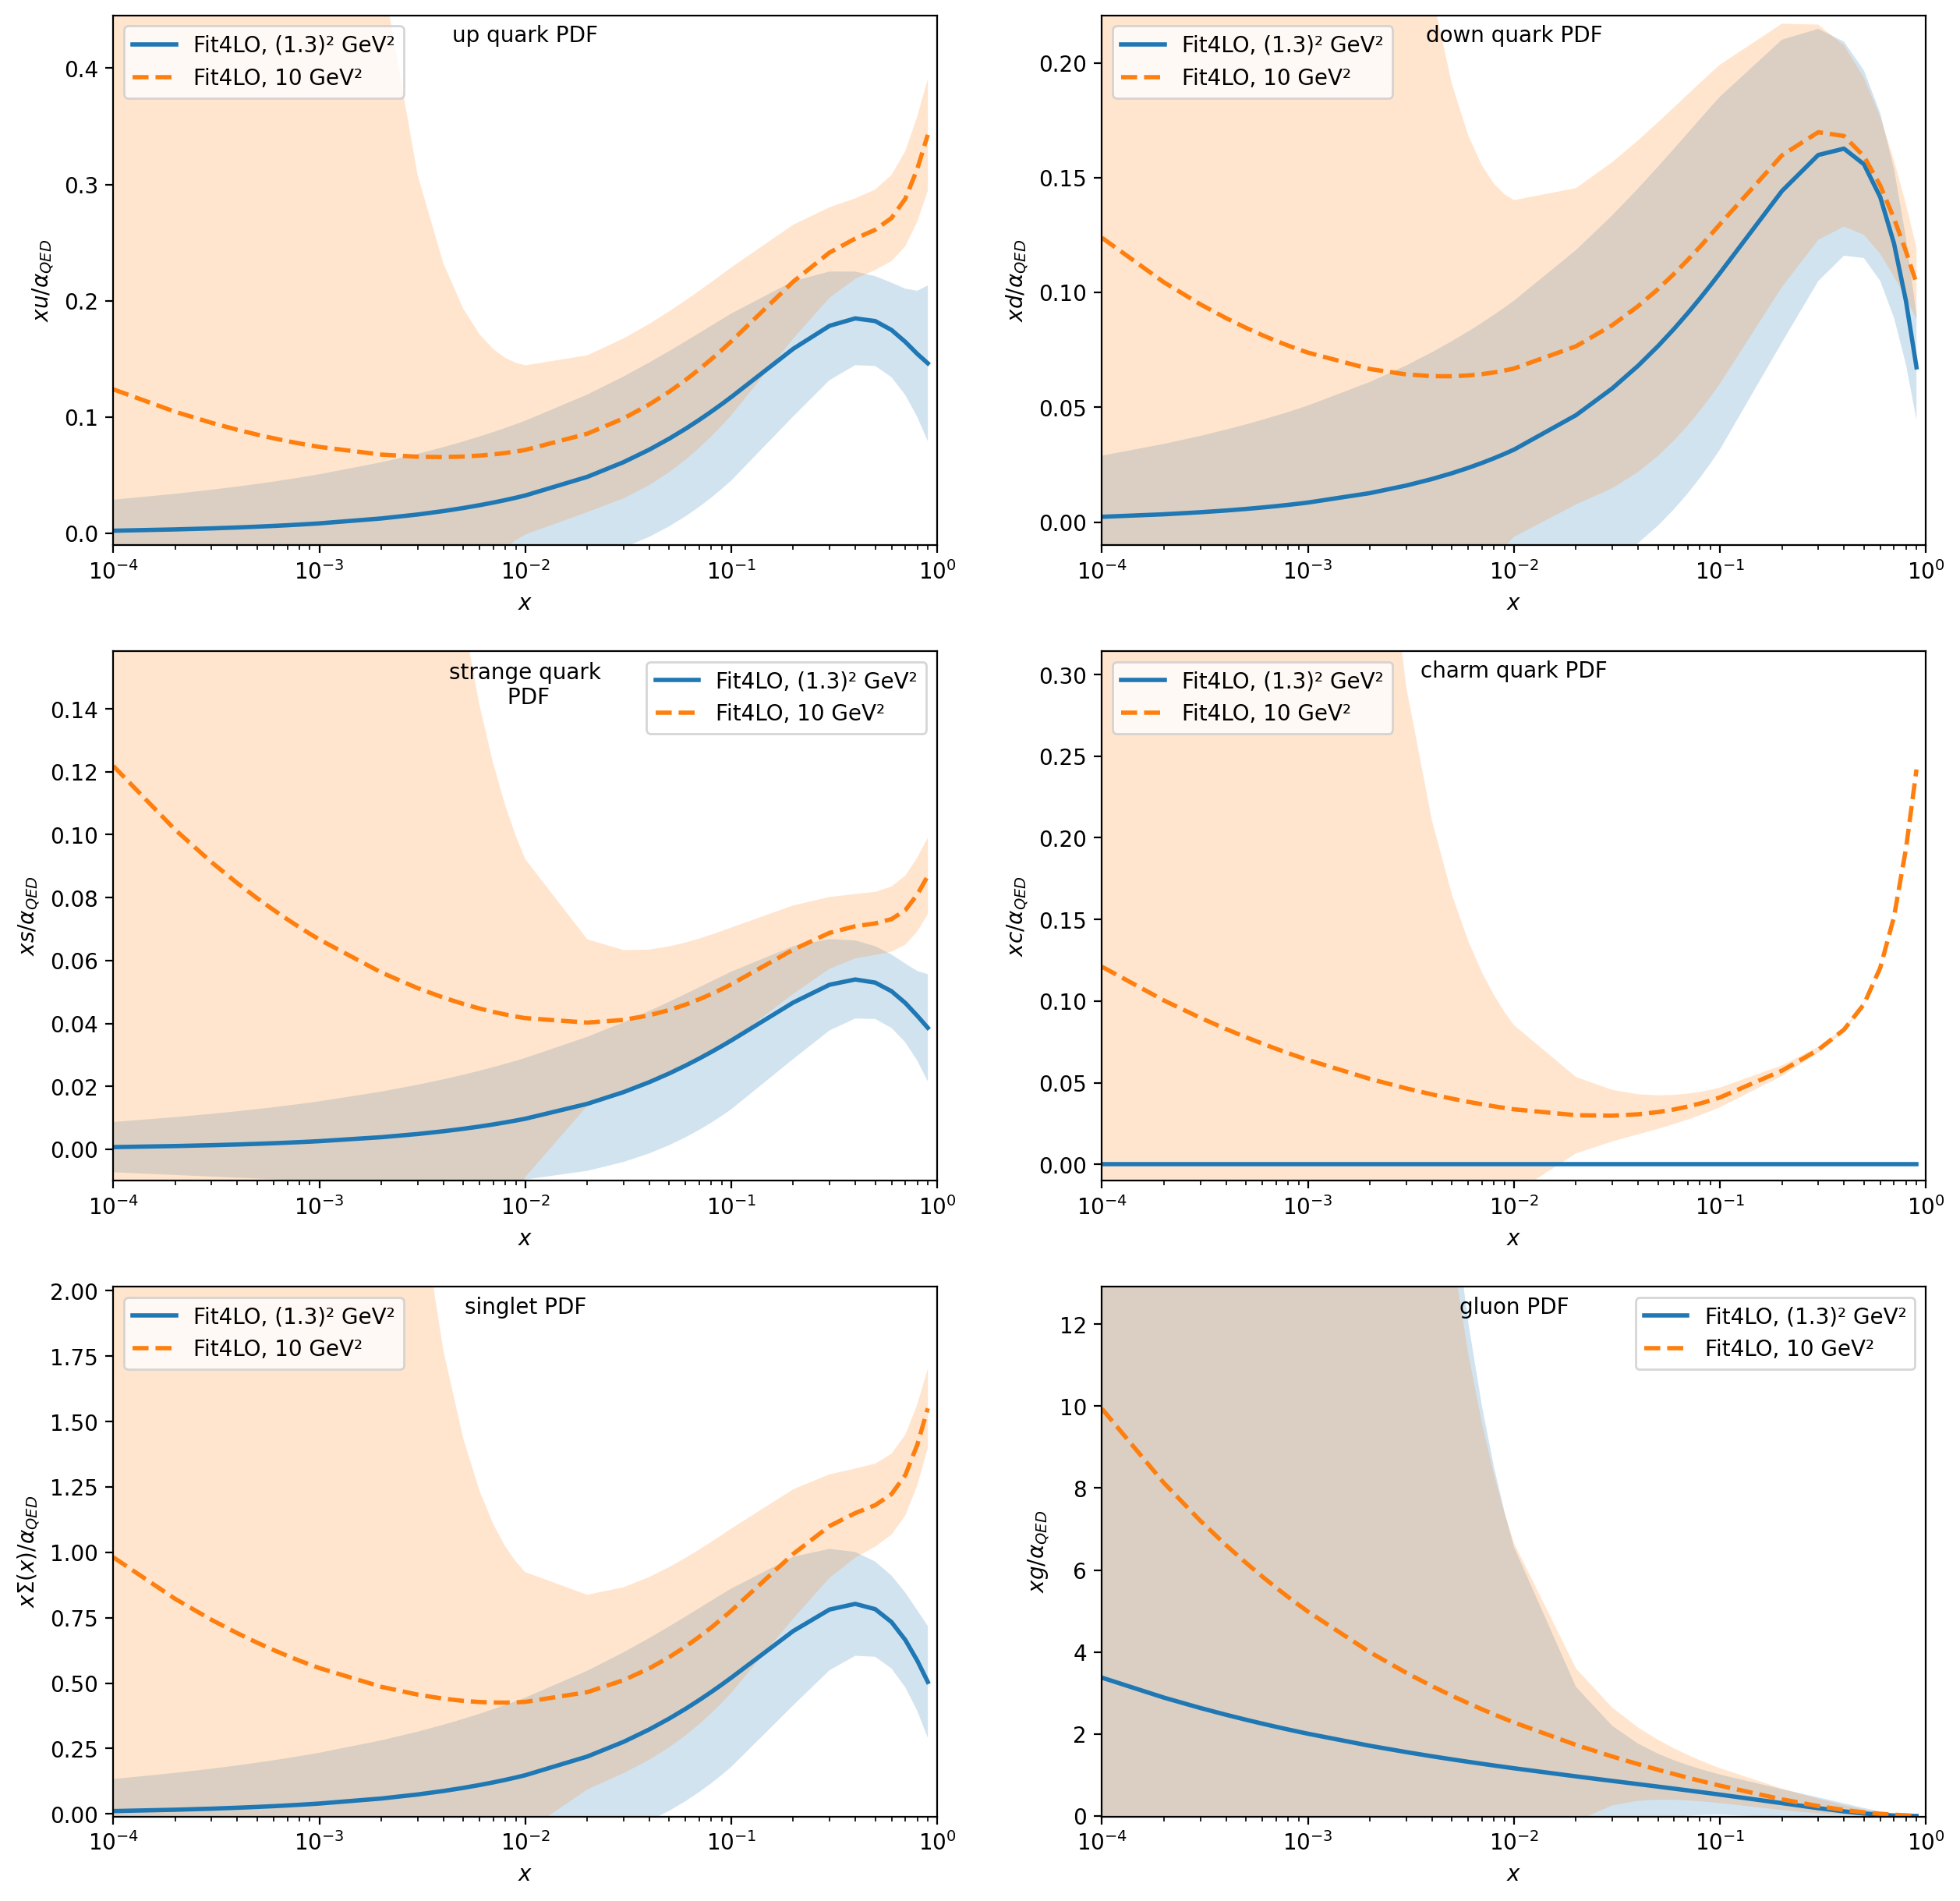 up quark PDF
Fit4LO, (1.3)² GeV²
Fit4LO, 10 GeV²
0.4
0.3
0.2
0.1
0.0
xu/α_QED
10⁻⁴ 10⁻³ 10⁻² 10⁻¹ 10⁰
x
down quark PDF
Fit4LO, (1.3)² GeV²
Fit4LO, 10 GeV²
0.20
0.15
0.10
0.05
0.00
xd/α_QED
10⁻⁴ 10⁻³ 10⁻² 10⁻¹ 10⁰
x
strange quark
PDF
Fit4LO, (1.3)² GeV²
Fit4LO, 10 GeV²
0.14
0.12
0.10
0.08
0.06
0.04
0.02
0.00
xs/α_QED
10⁻⁴ 10⁻³ 10⁻² 10⁻¹ 10⁰
x
charm quark PDF
Fit4LO, (1.3)² GeV²
Fit4LO, 10 GeV²
0.30
0.25
0.20
0.15
0.10
0.05
0.00
xc/α_QED
10⁻⁴ 10⁻³ 10⁻² 10⁻¹ 10⁰
x
singlet PDF
Fit4LO, (1.3)² GeV²
Fit4LO, 10 GeV²
2.00
1.75
1.50
1.25
1.00
0.75
0.50
0.25
0.00
xΣ(x)/α_QED
10⁻⁴ 10⁻³ 10⁻² 10⁻¹ 10⁰
x
gluon PDF
Fit4LO, (1.3)² GeV²
Fit4LO, 10 GeV²
12
10
8
6
4
2
0
xg/α_QED
10⁻⁴ 10⁻³ 10⁻² 10⁻¹ 10⁰
x